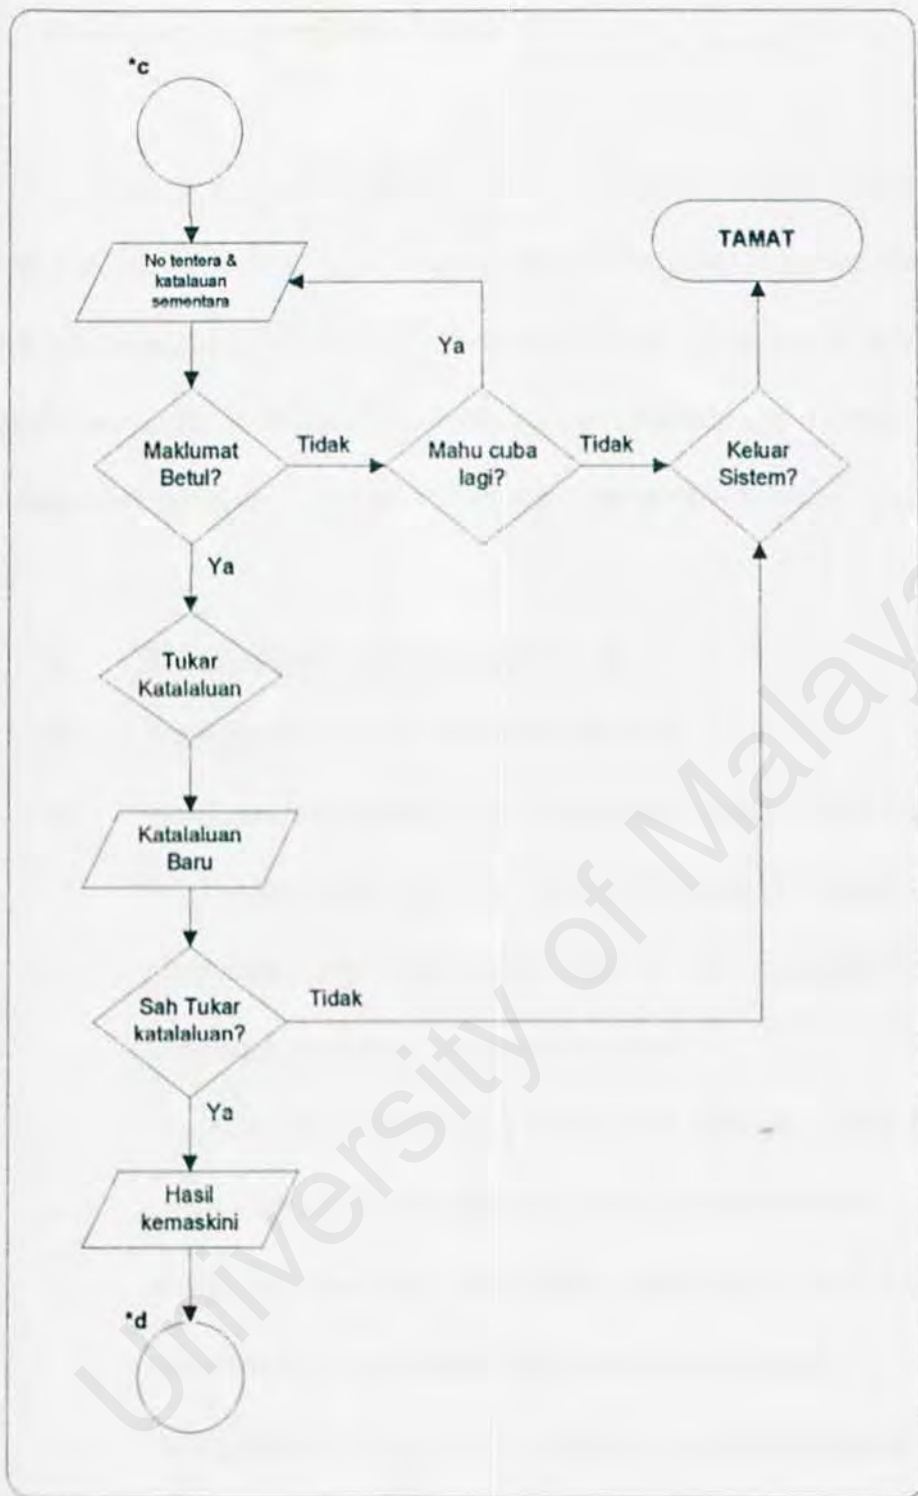 *c
No tentera &
katalauan
sementara
TAMAT
Ya
Maklumat
Betul?
Tidak
Mahu cuba
lagi?
Tidak
Keluar
Sistem?
Ya
Tukar
Katalaluan
Katalaluan
Baru
Sah Tukar
katalaluan?
Tidak
Ya
Hasil
kemaskini
*d
University of Malaya